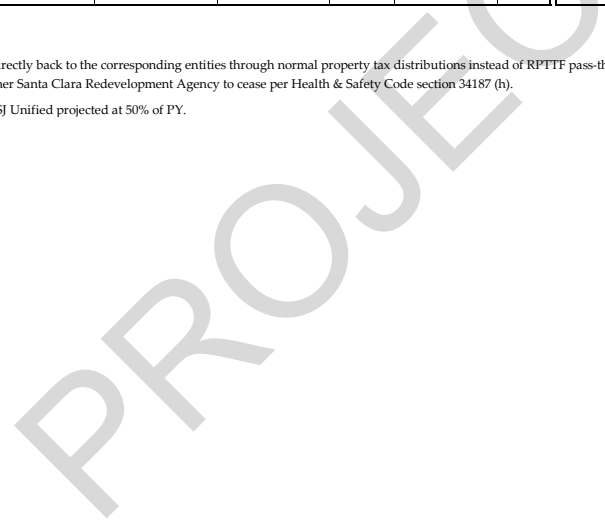 rectly back to the corresponding entities through normal property tax distributions instead of RPTTF pass-th
ner Santa Clara Redevelopment Agency to cease per Health & Safety Code section 34187 (h).
SJ Unified projected at 50% of PY.
PROJEC